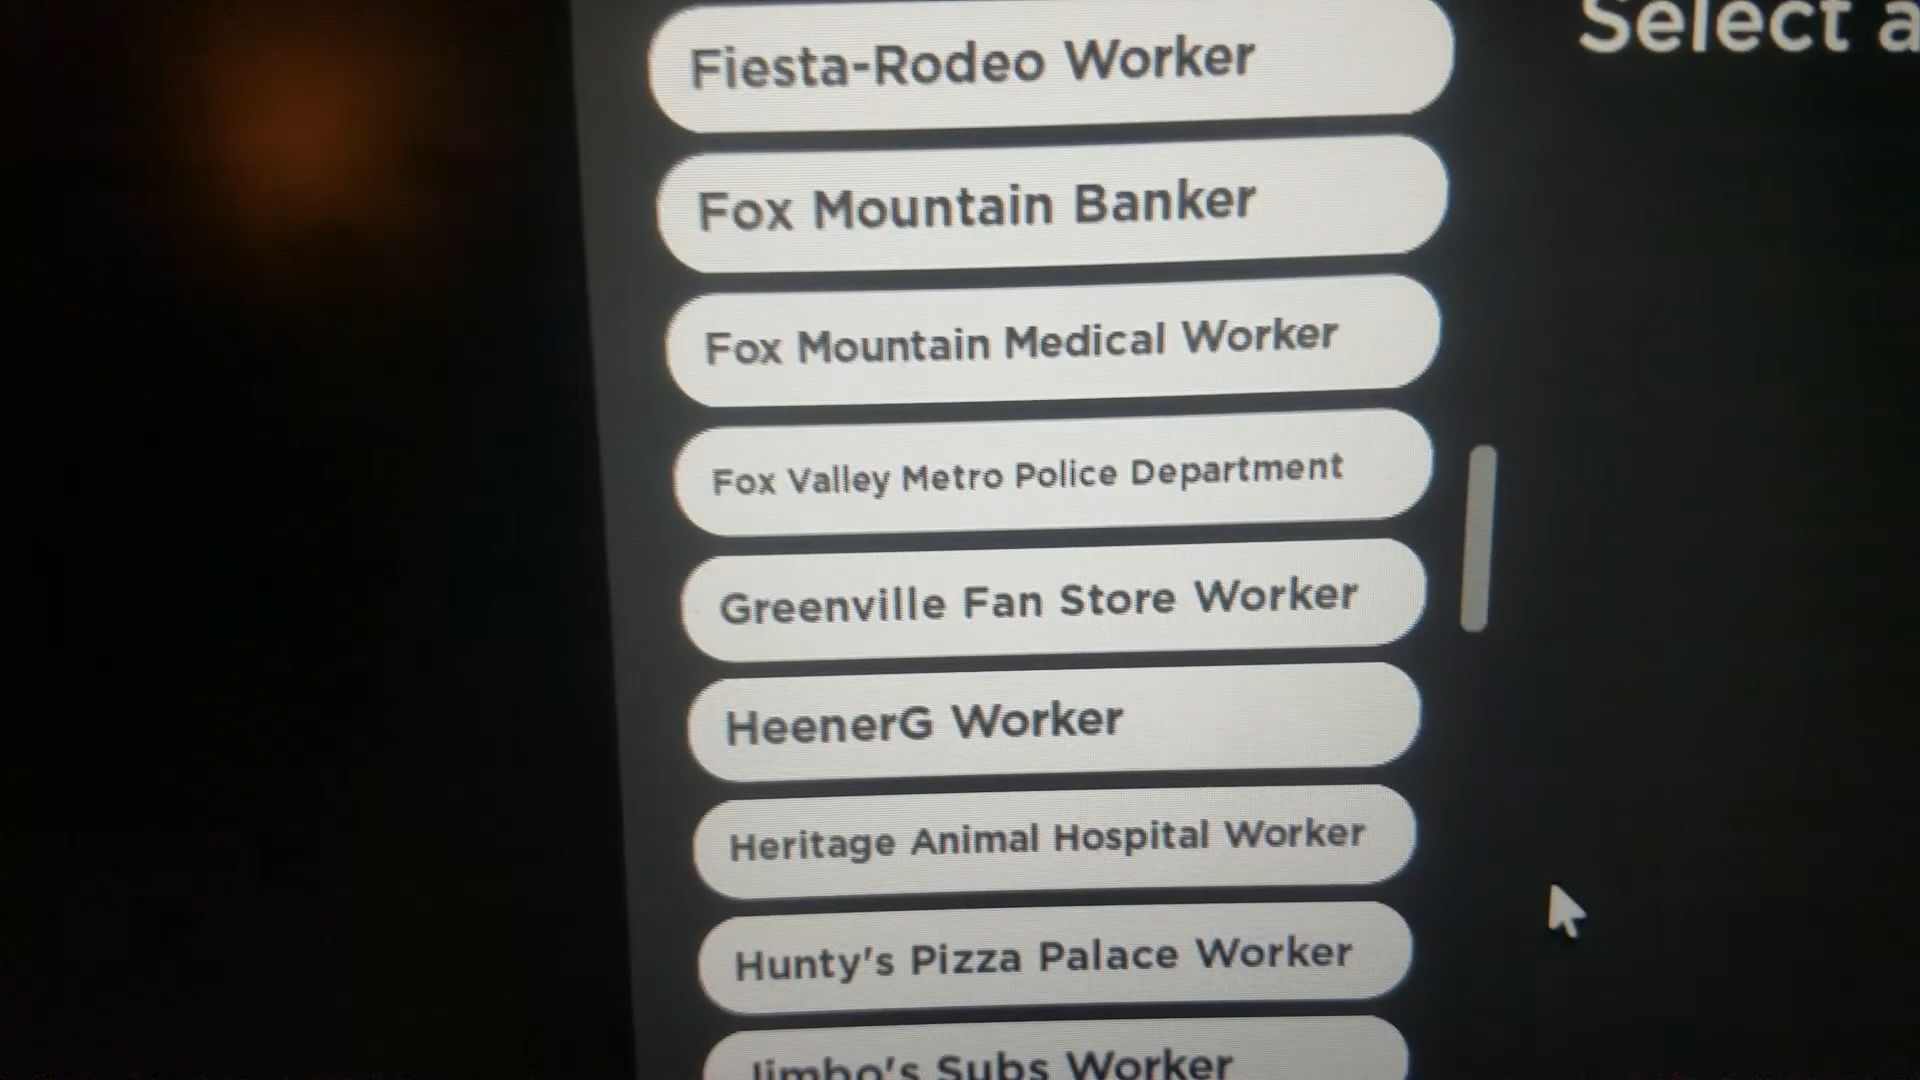 Select a
Fiesta-Rodeo Worker
Fox Mountain Banker
Fox Mountain Medical Worker
Fox Valley Metro Police Department
Greenville Fan Store Worker
HeenerG Worker
Heritage Animal Hospital Worker
Hunty's Pizza Palace Worker
Jimbo's Subs Worker